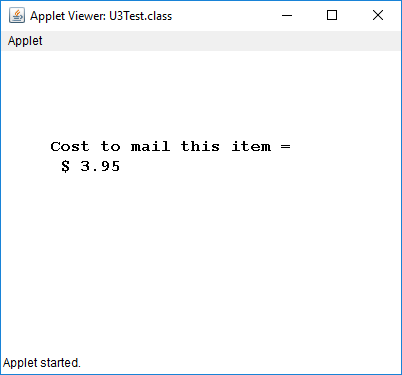 Applet Viewer: U3Test.class
Applet
Cost to mail this item =
$ 3.95
Applet started.